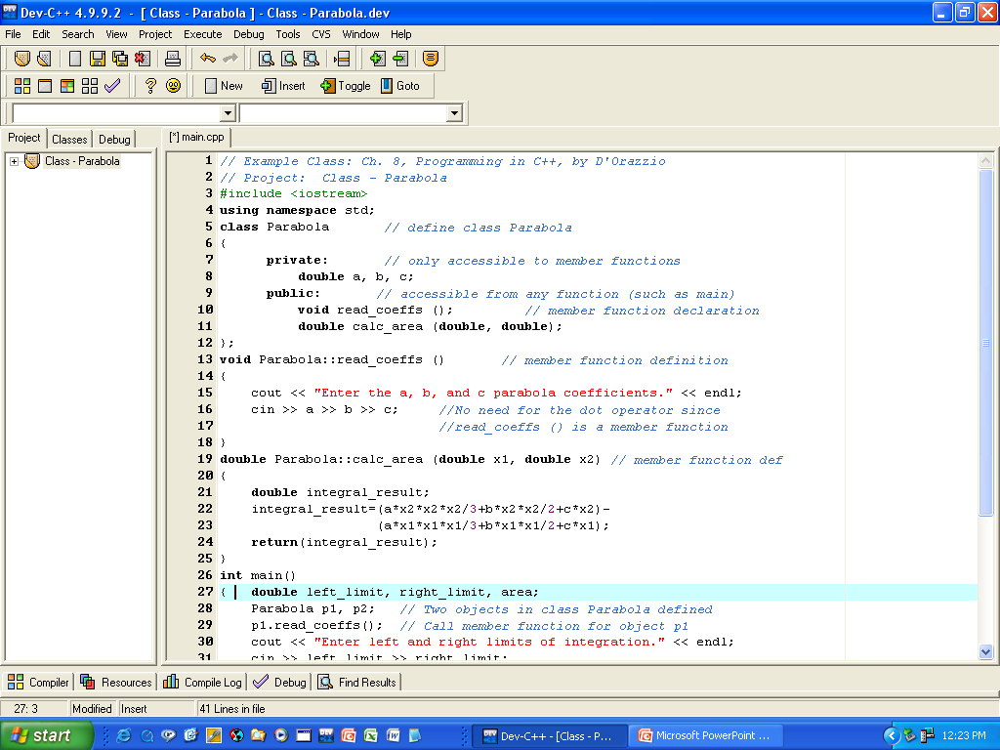 Dev-C++ 4.9.9.2 - [ Class - Parabola ] - Class - Parabola.dev
File Edit Search View Project Execute Debug Tools CVS Window Help
New Insert Toggle Goto
Project Classes Debug [*] main.cpp
Class - Parabola
1 // Example Class: Ch. 8, Programming in C++, by D'Orazzio
2 // Project:  Class - Parabola
3 #include <iostream>
4 using namespace std;
5 class Parabola       // define class Parabola
6 {
7       private:       // only accessible to member functions
8           double a, b, c;
9       public:       // accessible from any function (such as main)
10           void read_coeffs ();         // member function declaration
11           double calc_area (double, double);
12 };
13 void Parabola::read_coeffs ()       // member function definition
14 {
15     cout << "Enter the a, b, and c parabola coefficients." << endl;
16     cin >> a >> b >> c;     //No need for the dot operator since
17                             //read_coeffs () is a member function
18 }
19 double Parabola::calc_area (double x1, double x2) // member function def
20 {
21     double integral_result;
22     integral_result=(a*x2*x2*x2/3+b*x2*x2/2+c*x2)-
23                     (a*x1*x1*x1/3+b*x1*x1/2+c*x1);
24     return(integral_result);
25 }
26 int main()
27 {   double left_limit, right_limit, area;
28     Parabola p1, p2;   // Two objects in class Parabola defined
29     p1.read_coeffs();  // Call member function for object p1
30     cout << "Enter left and right limits of integration." << endl;
31     cin >> left_limit >> right_limit;
Compiler Resources Compile Log Debug Find Results
27: 3 Modified Insert 41 Lines in file
start Dev-C++ - [Class - P... Microsoft PowerPoint ... 12:23 PM